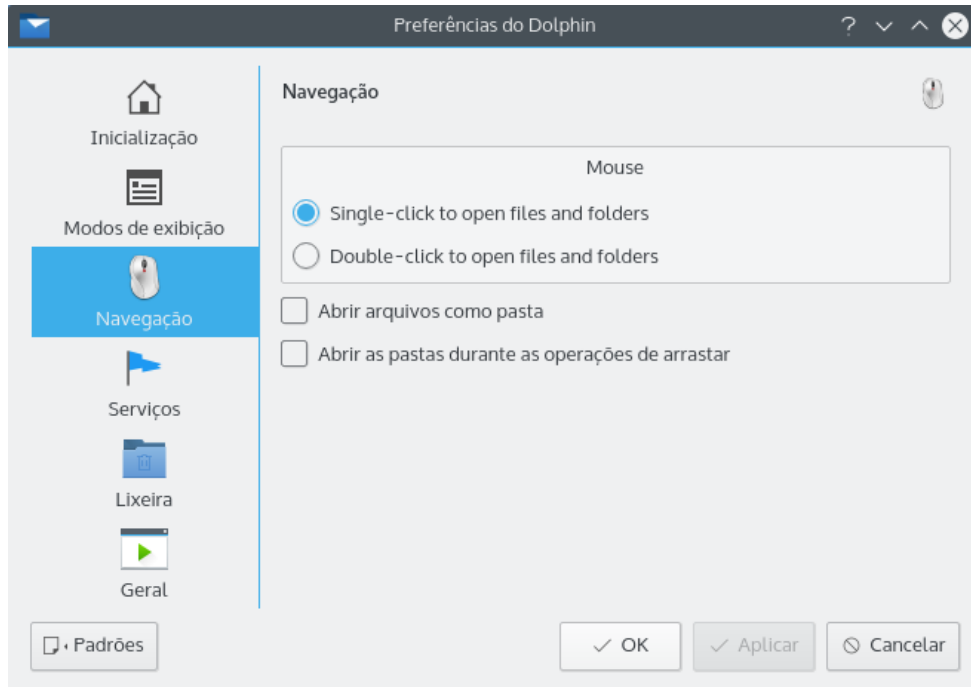 Preferências do Dolphin
Inicialização
Modos de exibição
Navegação
Serviços
Lixeira
Geral
Navegação
Mouse
Single-click to open files and folders
Double-click to open files and folders
Abrir arquivos como pasta
Abrir as pastas durante as operações de arrastar
Padrões
OK
Aplicar
Cancelar